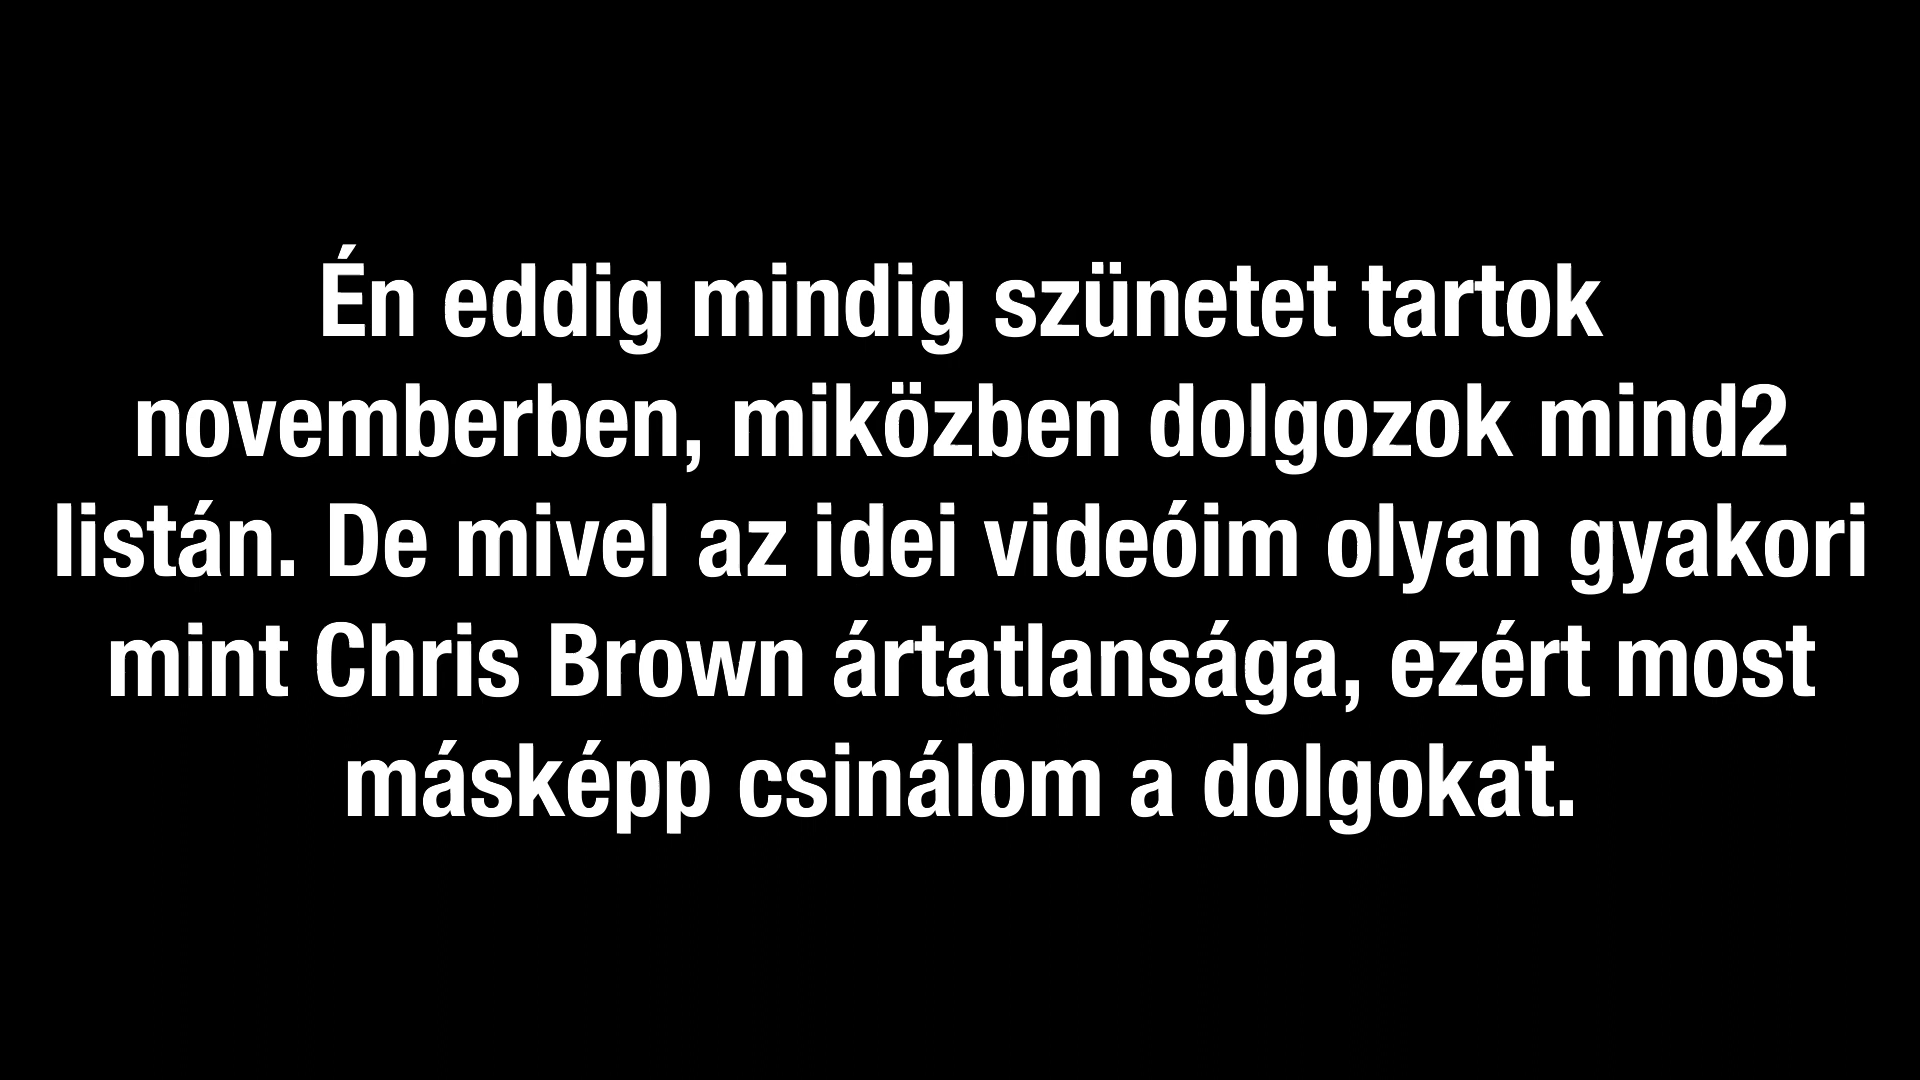 Én eddig mindig szünetet tartok
novemberben, miközben dolgozok mind2
listán. De mivel az idei videóim olyan gyakori
mint Chris Brown ártatlansága, ezért most
másképp csinálom a dolgokat.